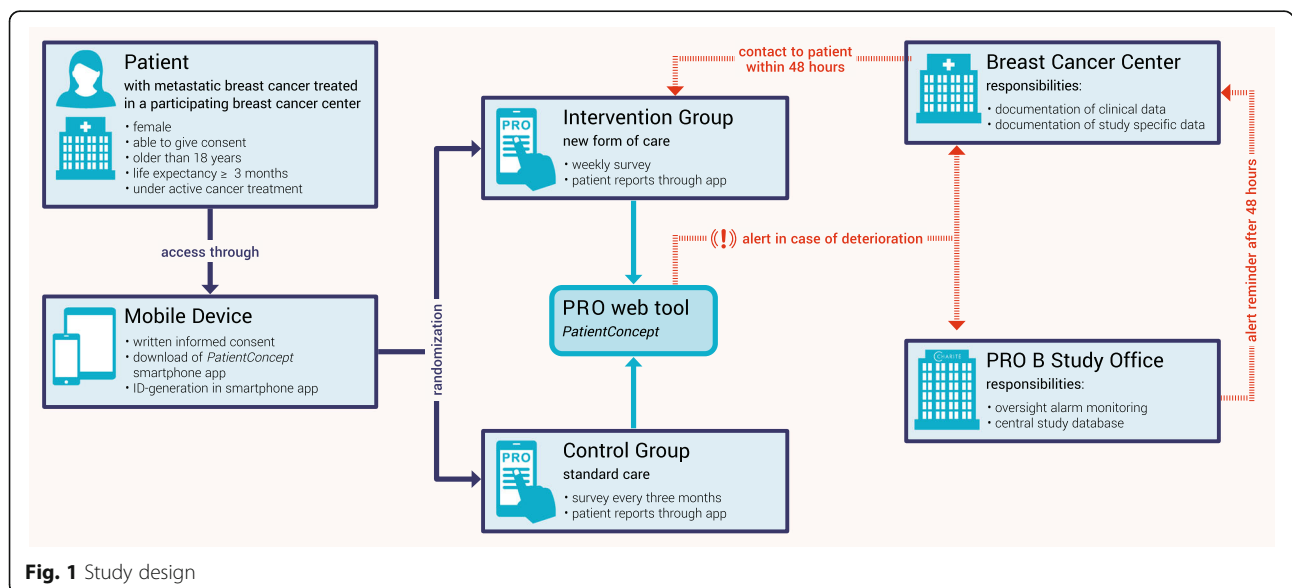 Patient
with metastatic breast cancer treated
in a participating breast cancer center
• female
• able to give consent
• older than 18 years
• life expectancy ≥ 3 months
• under active cancer treatment
access through
Mobile Device
• written informed consent
• download of PatientConcept
smartphone app
• ID-generation in smartphone app
randomization
PRO
Intervention Group
new form of care
• weekly survey
• patient reports through app
PRO web tool
PatientConcept
PRO
Control Group
standard care
• survey every three months
• patient reports through app
contact to patient
within 48 hours
((!)) alert in case of deterioration
Breast Cancer Center
responsibilities:
• documentation of clinical data
• documentation of study specific data
alert reminder after 48 hours
CHARITÉ
PRO B Study Office
responsibilities:
• oversight alarm monitoring
• central study database
Fig. 1 Study design